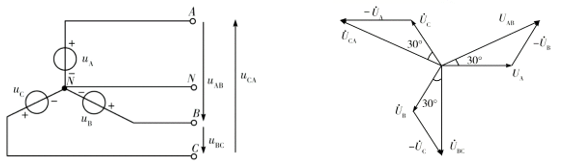 A
+
u_A
−
N
N
u_C
−
+
−
+
u_B
B
C
u_AB
u_BC
u_CA
−U̇_A
U̇_C
U̇_CA
30°
U_AB
−U̇_B
30°
U_A
30°
U̇_B
−U̇_C
U̇_BC